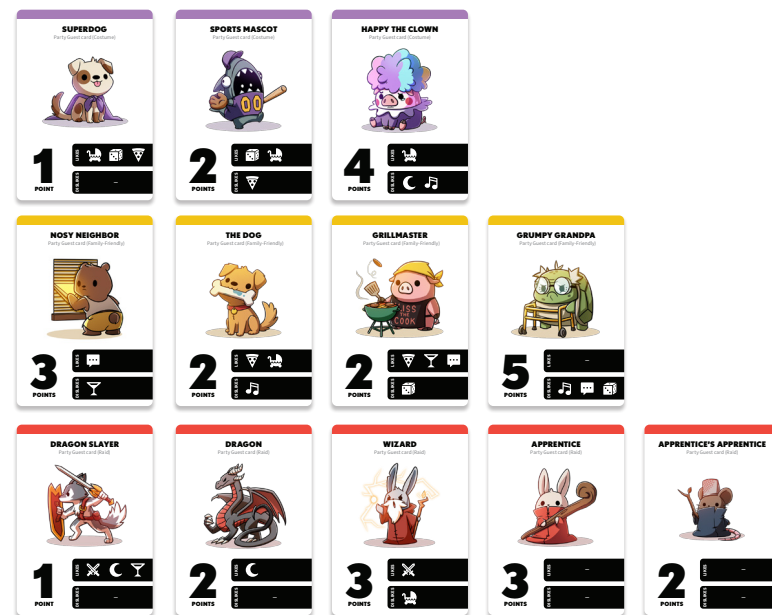 SUPERDOG
Party Guest card (Costume)
1
POINT
LIKES
DISLIKES
–
SPORTS MASCOT
Party Guest card (Costume)
00
2
POINTS
LIKES
DISLIKES
HAPPY THE CLOWN
Party Guest card (Costume)
4
POINTS
LIKES
DISLIKES
NOSY NEIGHBOR
Party Guest card (Family-Friendly)
3
POINTS
LIKES
DISLIKES
THE DOG
Party Guest card (Family-Friendly)
2
POINTS
LIKES
DISLIKES
GRILLMASTER
Party Guest card (Family-Friendly)
KISS
THE
COOK
2
POINTS
LIKES
DISLIKES
GRUMPY GRANDPA
Party Guest card (Family-Friendly)
5
POINTS
LIKES
–
DISLIKES
DRAGON SLAYER
Party Guest card (Raid)
1
POINT
LIKES
DISLIKES
–
DRAGON
Party Guest card (Raid)
2
POINTS
LIKES
DISLIKES
–
WIZARD
Party Guest card (Raid)
3
POINTS
LIKES
DISLIKES
APPRENTICE
Party Guest card (Raid)
3
POINTS
LIKES
–
DISLIKES
–
APPRENTICE'S APPRENTICE
Party Guest card (Raid)
2
POINTS
LIKES
–
DISLIKES
–